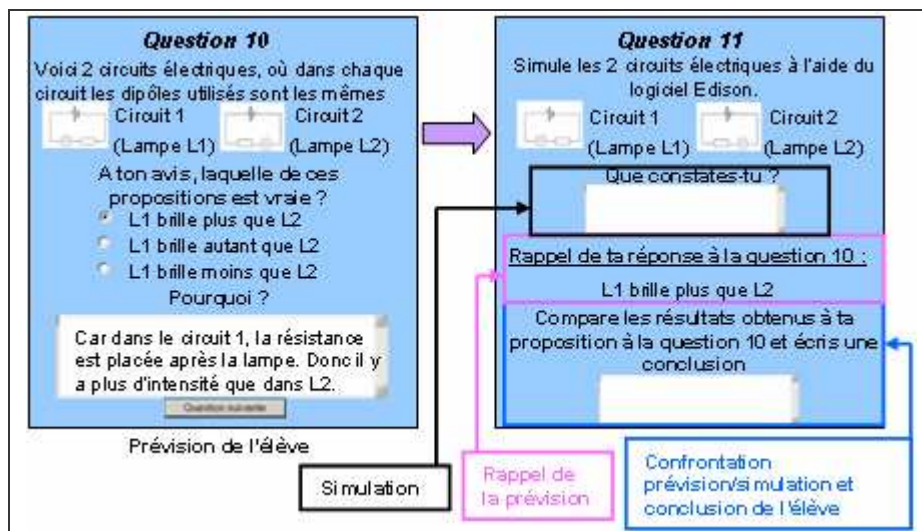 Question 10
Voici 2 circuits électriques, où dans chaque
circuit les dipôles utilisés sont les mêmes
Circuit 1
(Lampe L1)
Circuit 2
(Lampe L2)
A ton avis, laquelle de ces
propositions est vraie ?
L1 brille plus que L2
L1 brille autant que L2
L1 brille moins que L2
Pourquoi ?
Car dans le circuit 1, la résistance
est placée après la lampe. Donc il y
a plus d'intensité que dans L2.
Question suivante
Prévision de l'élève
Question 11
Simule les 2 circuits électriques à l'aide du
logiciel Edison.
Circuit 1
(Lampe L1)
Circuit 2
(Lampe L2)
Que constates-tu ?
Rappel de ta réponse à la question 10 :
L1 brille plus que L2
Compare les résultats obtenus à ta
proposition à la question 10 et écris une
conclusion
Simulation
Rappel de
la prévision
Confrontation
prévision/simulation et
conclusion de l'élève